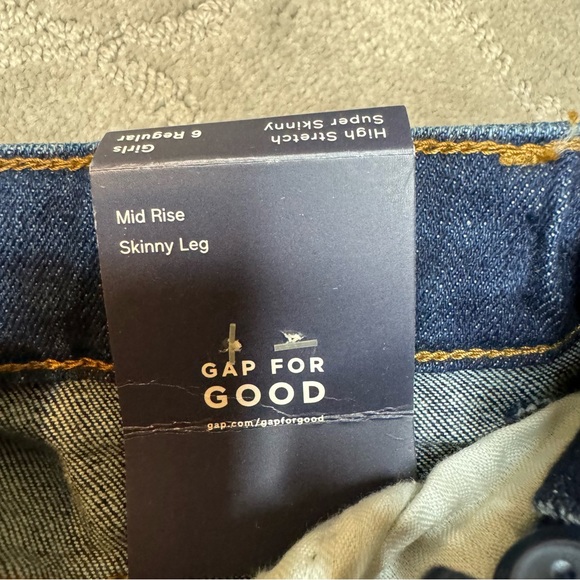 High Stretch
Super Skinny
Girls
6 Regular
Mid Rise
Skinny Leg
GAP FOR
GOOD
gap.com/gapforgood